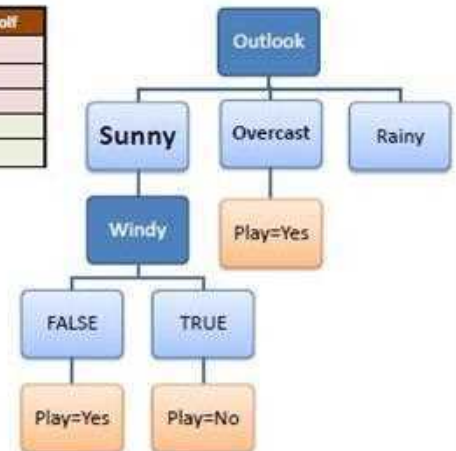 Outlook
Sunny
Overcast
Rainy
Windy
Play=Yes
FALSE
TRUE
Play=Yes
Play=No